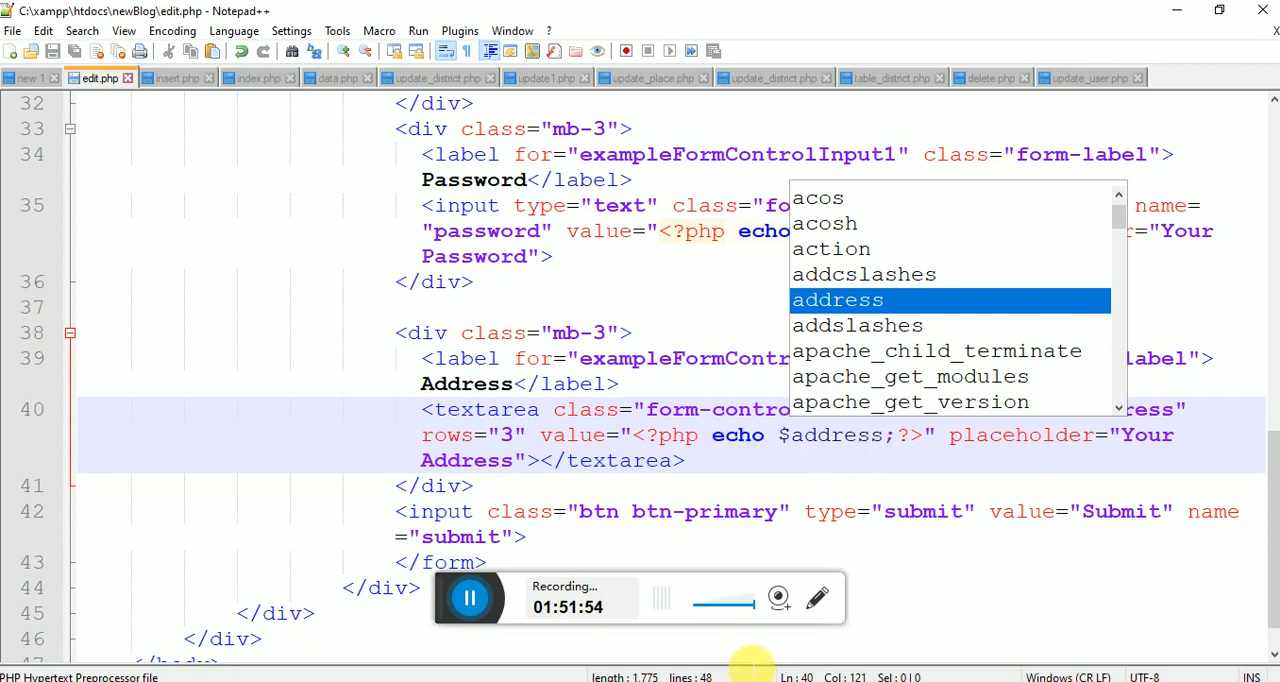 C:\xampp\htdocs\newBlog\edit.php - Notepad++
File Edit Search View Encoding Language Settings Tools Macro Run Plugins Window ? X
new 1 edit.php insert.php index.php data.php update_district.php update1.php update_place.php update_district.php table_district.php delete.php update_user.php
32 </div>
33 <div class="mb-3">
34 <label for="exampleFormControlInput1" class="form-label">
Password</label>
35 <input type="text" class="fo name=
"password" value="<?php echo r="Your
Password">
36 </div>
37
38 <div class="mb-3">
39 <label for="exampleFormContr label">
Address</label>
40 <textarea class="form-contro ress"
rows="3" value="<?php echo $address;?>" placeholder="Your
Address"></textarea>
41 </div>
42 <input class="btn btn-primary" type="submit" value="Submit" name
="submit">
43 </form>
44 </div>
45 </div>
46 </div>
47 </body>
acos
acosh
action
addcslashes
address
addslashes
apache_child_terminate
apache_get_modules
apache_get_version
Recording...
01:51:54
PHP Hypertext Preprocessor file length : 1,775 lines : 48 Ln : 40 Col : 121 Sel : 0 | 0 Windows (CR LF) UTF-8 INS